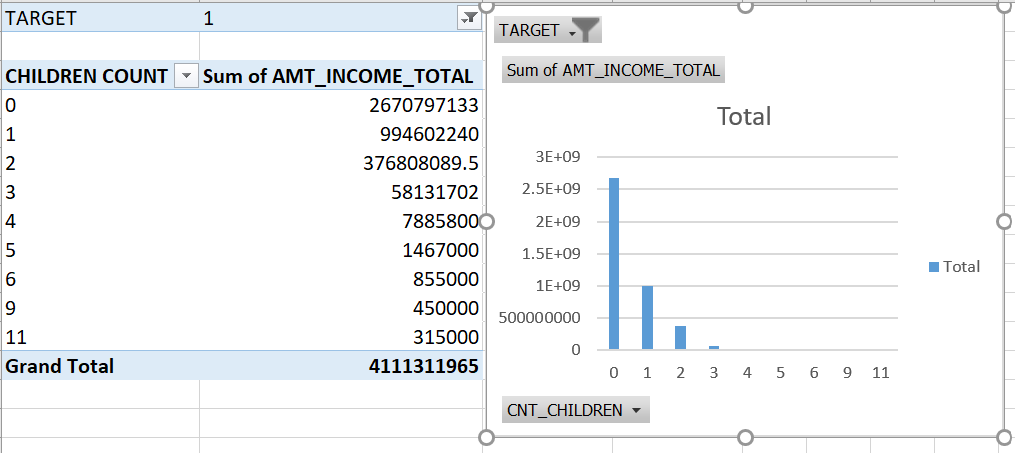 TARGET 1
CHILDREN COUNT Sum of AMT_INCOME_TOTAL
0 2670797133
1 994602240
2 376808089.5
3 58131702
4 7885800
5 1467000
6 855000
9 450000
11 315000
Grand Total 4111311965
TARGET
Sum of AMT_INCOME_TOTAL
Total
3E+09
2.5E+09
2E+09
1.5E+09
1E+09
500000000
0
0 1 2 3 4 5 6 9 11
Total
CNT_CHILDREN